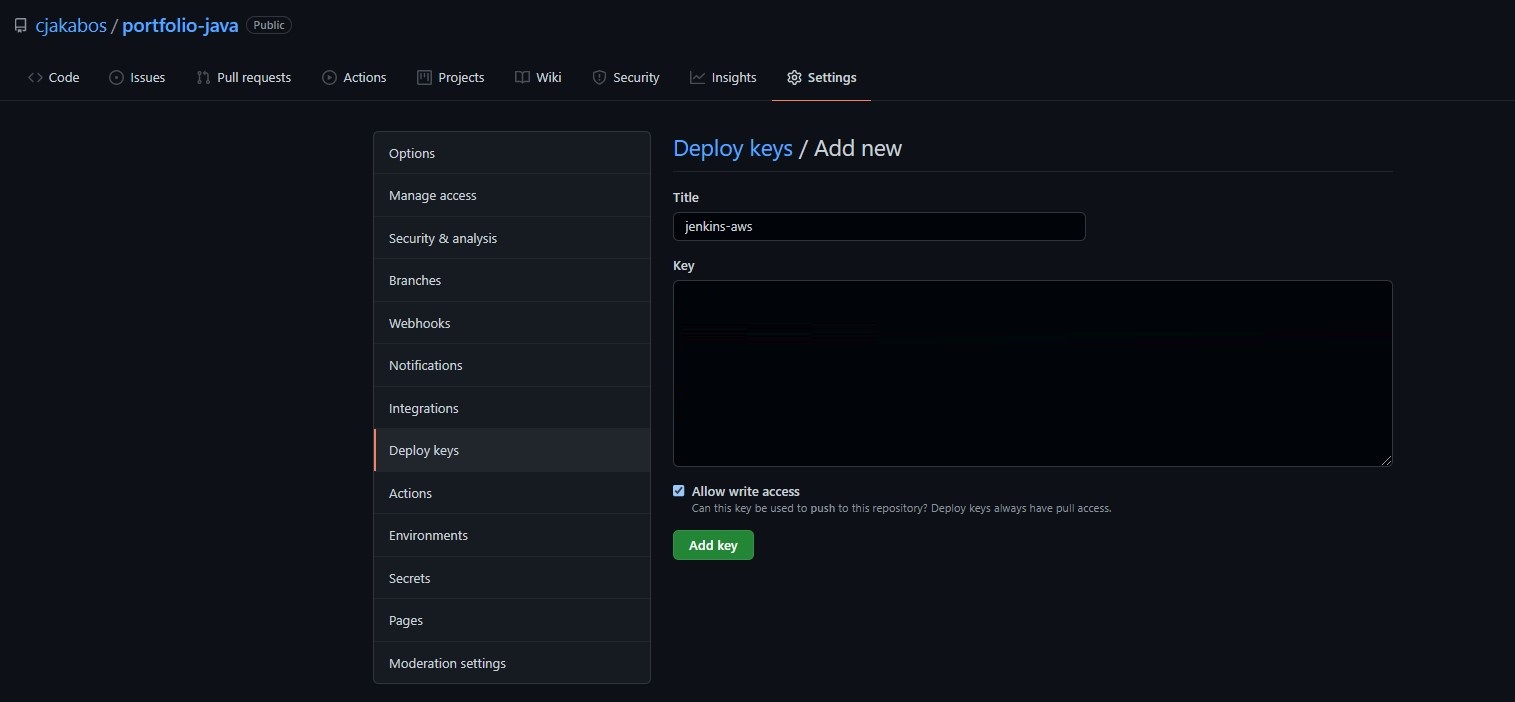 cjakabos / portfolio-java Public
Code Issues Pull requests Actions Projects Wiki Security Insights Settings
Options
Manage access
Security & analysis
Branches
Webhooks
Notifications
Integrations
Deploy keys
Actions
Environments
Secrets
Pages
Moderation settings
Deploy keys / Add new
Title
jenkins-aws
Key
Allow write access
Can this key be used to push to this repository? Deploy keys always have pull access.
Add key